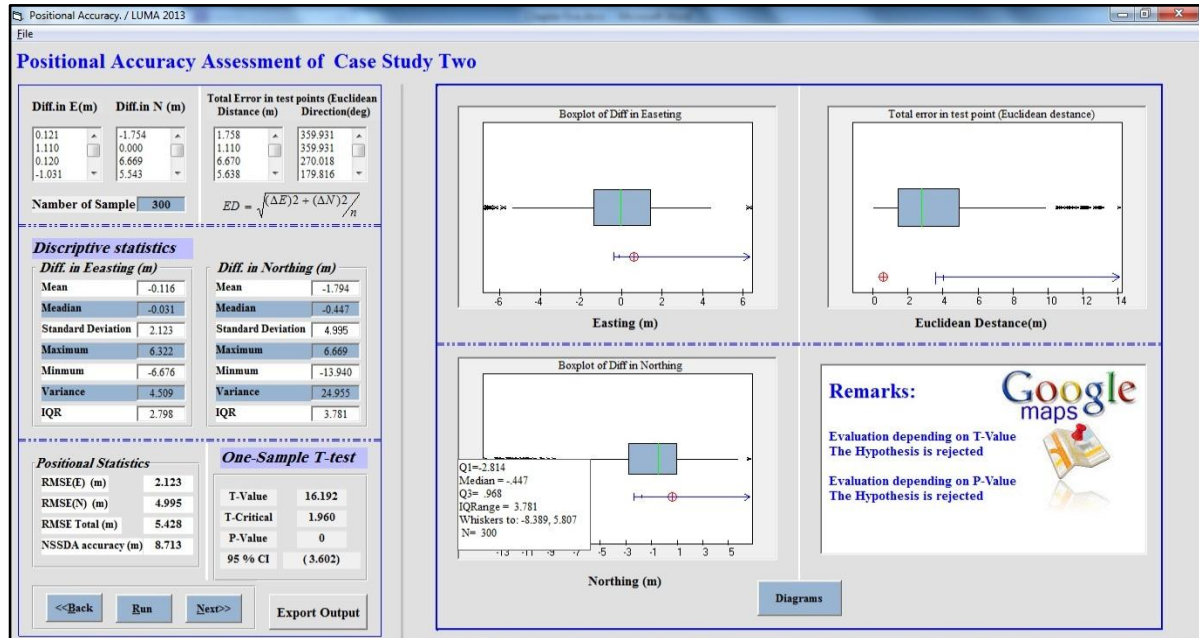 Positional Accuracy. / LUMA 2013
File
Positional Accuracy Assessment of Case Study Two
Diff.in E(m) Diff.in N (m)
0.121 -1.754
1.110 0.000
0.120 6.669
-1.031 5.543
Namber of Sample 300
Total Error in test points (Euclidean
Distance (m) Direction(deg)
1.758 359.931
1.110 359.931
6.670 270.018
5.638 179.816
ED = √(ΔE)2 + (ΔN)2/n
Discriptive statistics
Diff. in Eeasting (m)
Mean -0.116
Meadian -0.031
Standard Deviation 2.123
Maximum 6.322
Minmum -6.676
Variance 4.509
IQR 2.798
Diff. in Northing (m)
Mean -1.794
Meadian -0.447
Standard Deviation 4.995
Maximum 6.669
Minmum -13.940
Variance 24.955
IQR 3.781
Positional Statistics
RMSE(E) (m) 2.123
RMSE(N) (m) 4.995
RMSE Total (m) 5.428
NSSDA accuracy (m) 8.713
One-Sample T-test
T-Value 16.192
T-Critical 1.960
P-Value 0
95 % CI (3.602)
<<Back Run Next>> Export Output
Boxplot of Diff in Easeting
-6 -4 -2 0 2 4 6
Easting (m)
Total error in test point (Euclidean destance)
0 2 4 6 8 10 12 14
Euclidean Destance(m)
Boxplot of Diff in Northing
Q1=-2.814
Median = -.447
Q3= .968
IQRange = 3.781
Whiskers to: -8.389, 5.807
N= 300
-13 -11 -9 -7 -5 -3 -1 1 3 5
Northing (m)
Remarks:
Google
maps
Evaluation depending on T-Value
The Hypothesis is rejected
Evaluation depending on P-Value
The Hypothesis is rejected
Diagrams